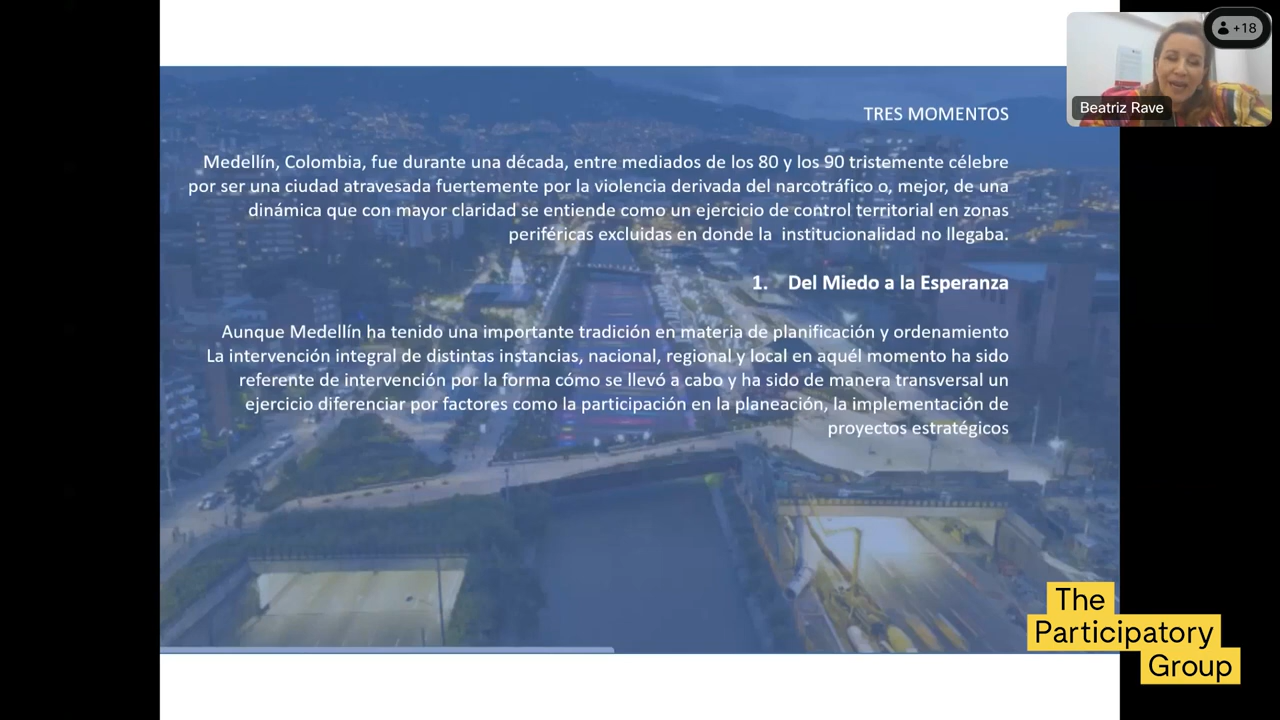 TRES MOMENTOS
Medellín, Colombia, fue durante una década, entre mediados de los 80 y los 90 tristemente célebre
por ser una ciudad atravesada fuertemente por la violencia derivada del narcotráfico o, mejor, de una
dinámica que con mayor claridad se entiende como un ejercicio de control territorial en zonas
periféricas excluidas en donde la institucionalidad no llegaba.
1. Del Miedo a la Esperanza
Aunque Medellín ha tenido una importante tradición en materia de planificación y ordenamiento
La intervención integral de distintas instancias, nacional, regional y local en aquél momento ha sido
referente de intervención por la forma cómo se llevó a cabo y ha sido de manera transversal un
ejercicio diferenciar por factores como la participación en la planeación, la implementación de
proyectos estratégicos
+18
Beatriz Rave
The
Participatory
Group